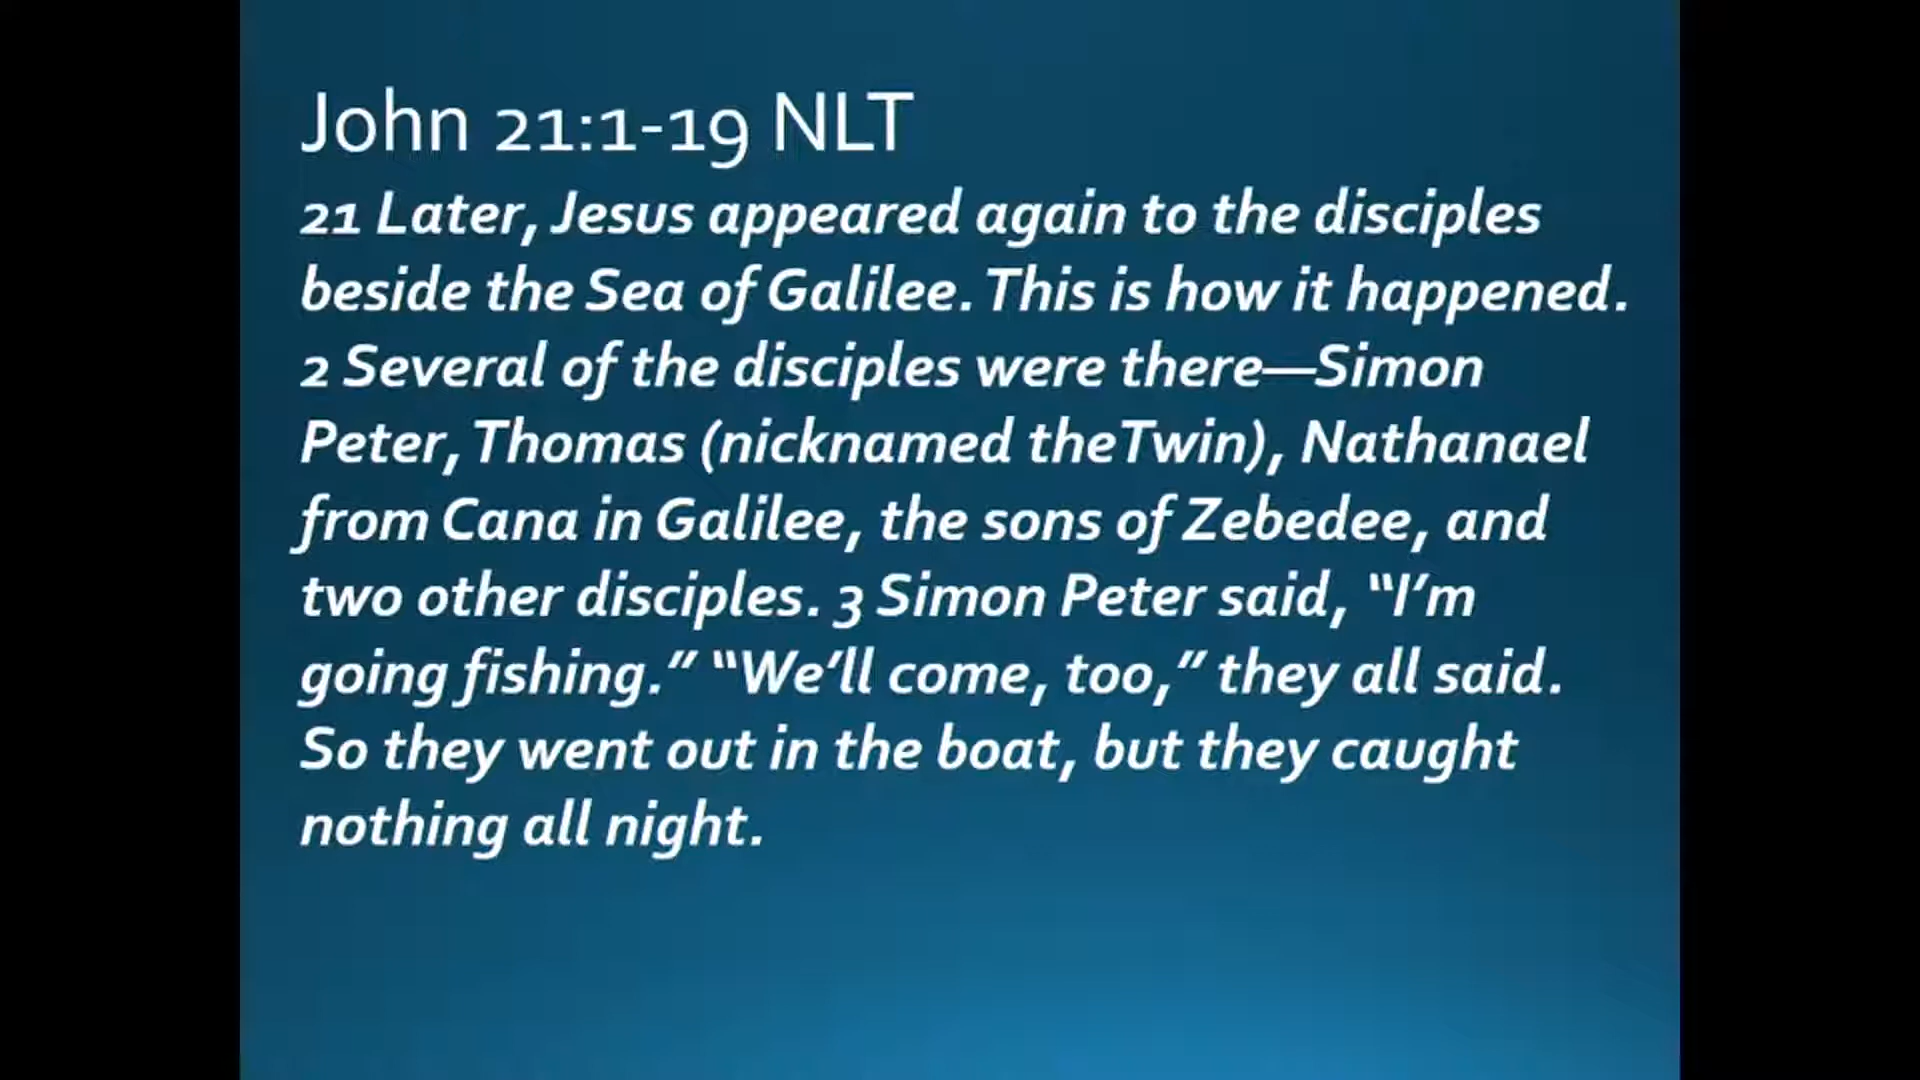 John 21:1-19 NLT
21 Later, Jesus appeared again to the disciples
beside the Sea of Galilee. This is how it happened.
2 Several of the disciples were there—Simon
Peter, Thomas (nicknamed the Twin), Nathanael
from Cana in Galilee, the sons of Zebedee, and
two other disciples. 3 Simon Peter said, “I’m
going fishing.” “We’ll come, too,” they all said.
So they went out in the boat, but they caught
nothing all night.